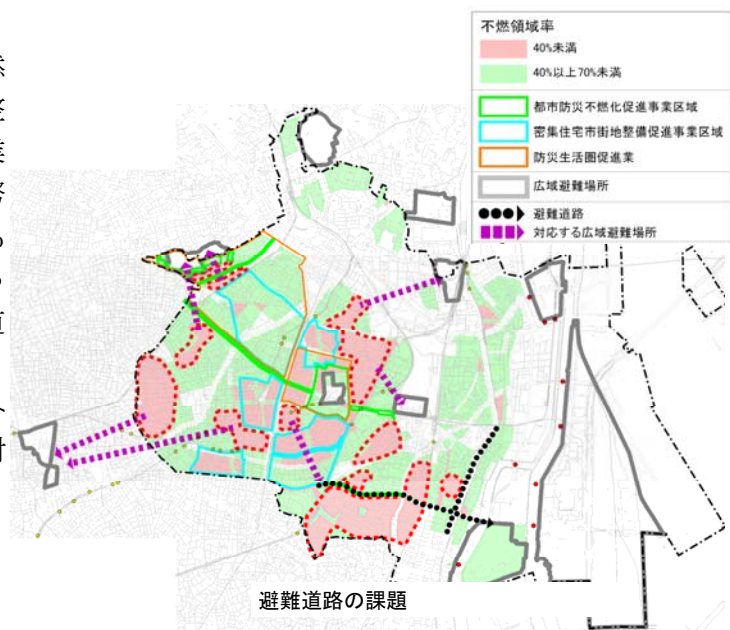 不燃領域率
40%未満
40%以上70%未満
都市防災不燃化促進事業区域
密集住宅市街地整備促進事業区域
防災生活圏促進業
広域避難場所
避難道路
対応する広域避難場所
避難道路の課題